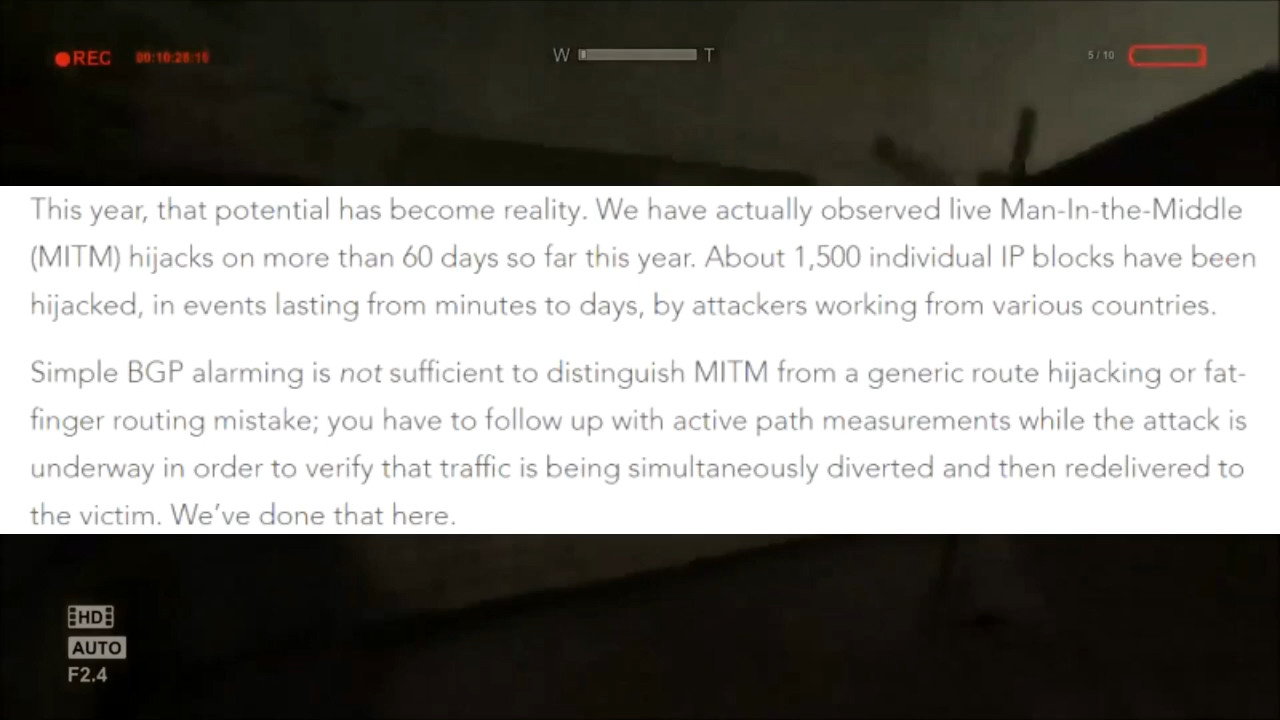 REC 00:10:26:16 W T 5/10
This year, that potential has become reality. We have actually observed live Man-In-the-Middle
(MITM) hijacks on more than 60 days so far this year. About 1,500 individual IP blocks have been
hijacked, in events lasting from minutes to days, by attackers working from various countries.
Simple BGP alarming is not sufficient to distinguish MITM from a generic route hijacking or fat-
finger routing mistake; you have to follow up with active path measurements while the attack is
underway in order to verify that traffic is being simultaneously diverted and then redelivered to
the victim. We’ve done that here.
HD
AUTO
F2.4